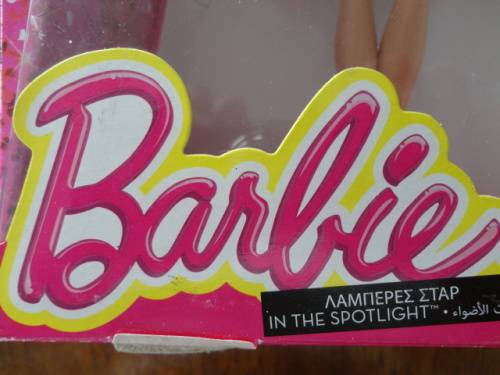 Barbie
ΛΑΜΠΕΡΕΣ ΣΤΑΡ
IN THE SPOTLIGHT™ • الأضواء